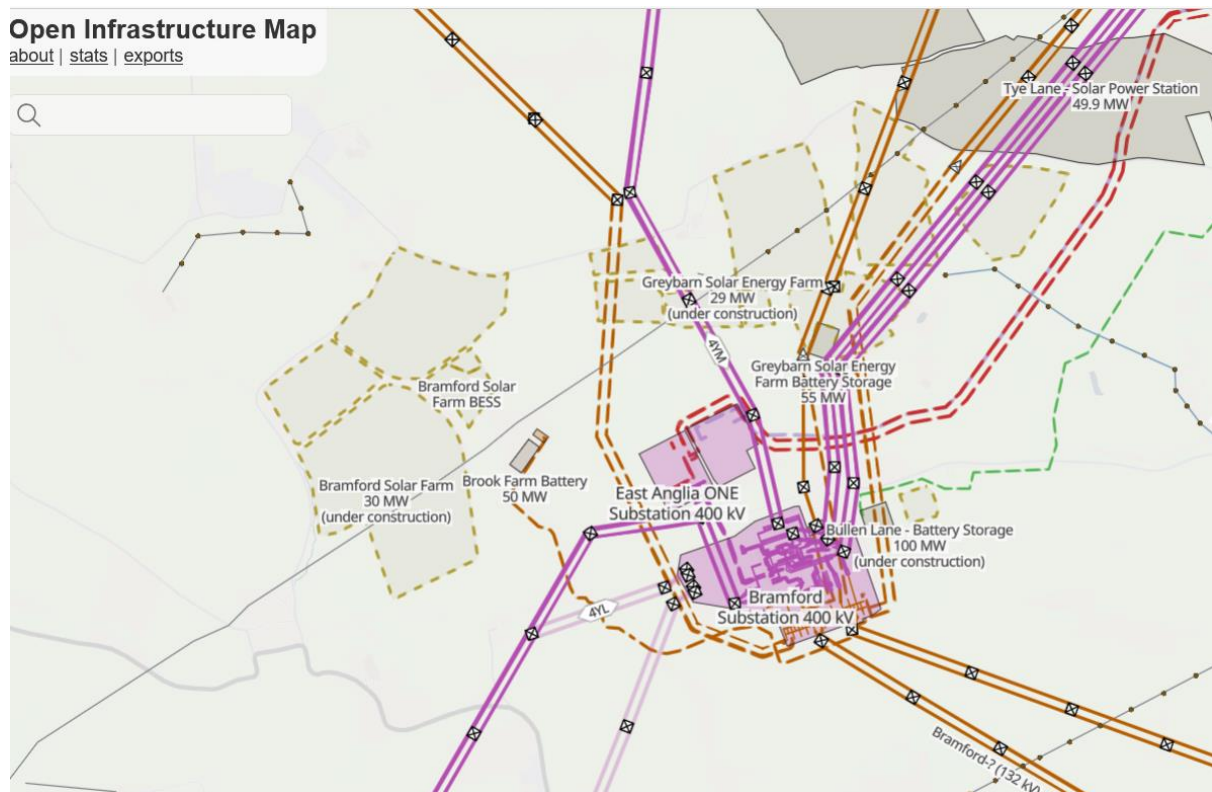 Open Infrastructure Map
about | stats | exports
Tye Lane - Solar Power Station
49.9 MW
Greybarn Solar Energy Farm
29 MW
(under construction)
4YM
Greybarn Solar Energy
Farm Battery Storage
55 MW
Bramford Solar
Farm BESS
Bramford Solar Farm
30 MW
(under construction)
Brook Farm Battery
50 MW
East Anglia ONE
Substation 400 kV
Bullen Lane - Battery Storage
100 MW
(under construction)
Bramford
Substation 400 kV
4YL
Bramford-? (132 kV)